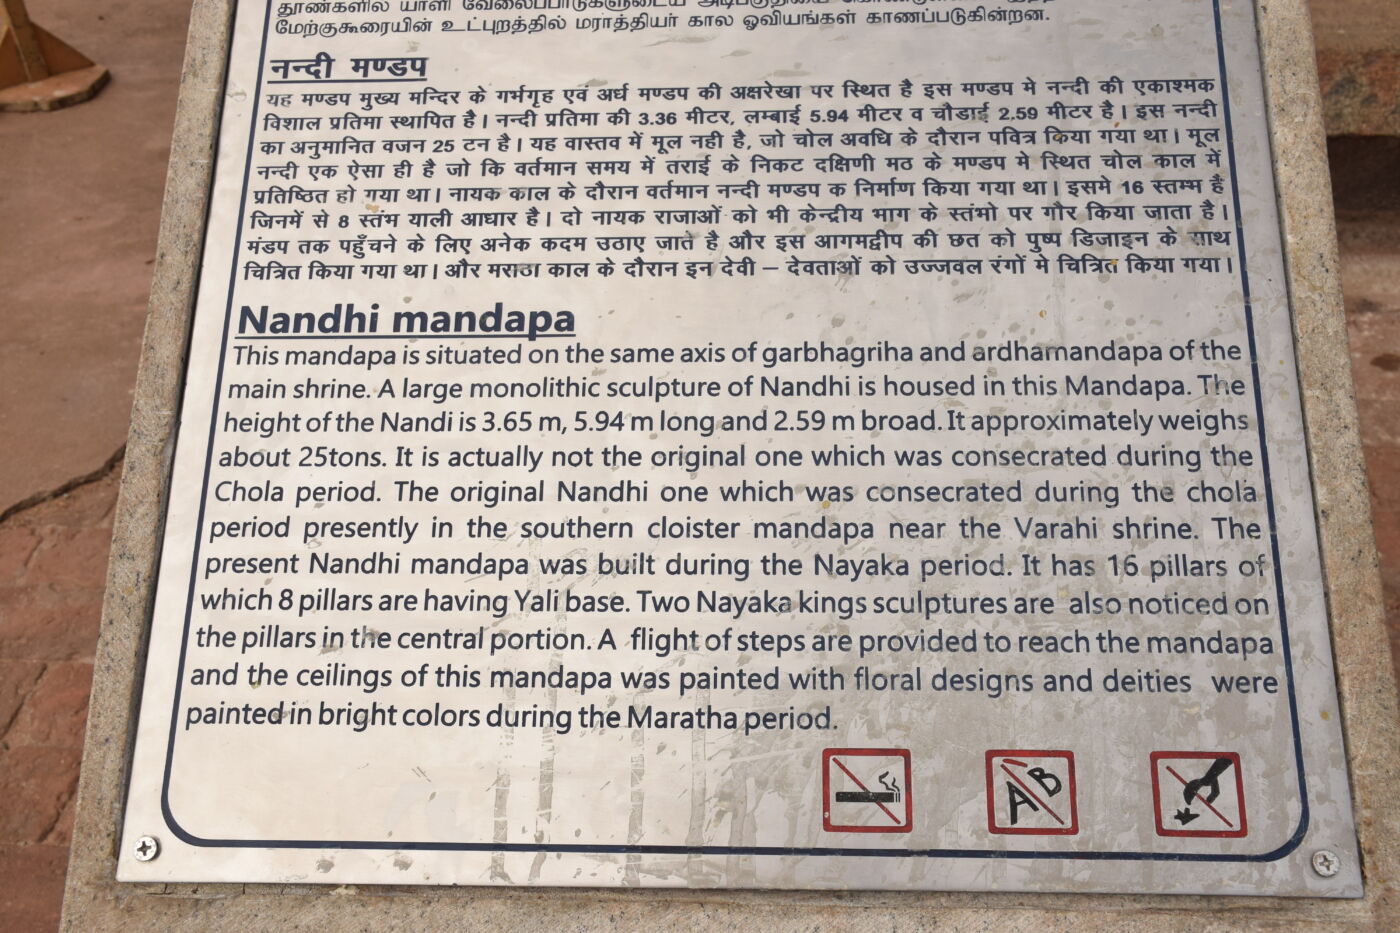 தூண்களில் யாளி வேலைப்பாடுகளுடைய
மேற்கூரையின் உட்புறத்தில் மராத்தியர் கால ஓவியங்கள் காணப்படுகின்றன.
नन्दी मण्डप
यह मण्डप मुख्य मन्दिर के गर्भगृह एवं अर्ध मण्डप की अक्षरेखा पर स्थित है इस मण्डप मे नन्दी की एकाश्मक
विशाल प्रतिमा स्थापित है। नन्दी प्रतिमा की 3.36 मीटर, लम्बाई 5.94 मीटर व चौडाई 2.59 मीटर है। इस नन्दी
का अनुमानित वजन 25 टन है। यह वास्तव में मूल नही है, जो चोल अवधि के दौरान पवित्र किया गया था। मूल
नन्दी एक ऐसा ही है जो कि वर्तमान समय में तराई के निकट दक्षिणी मठ के मण्डप मे स्थित चोल काल में
प्रतिष्ठित हो गया था। नायक काल के दौरान वर्तमान नन्दी मण्डप क निर्माण किया गया था। इसमे 16 स्तम्भ हैं
जिनमें से 8 स्तंभ याली आधार है। दो नायक राजाओं को भी केन्द्रीय भाग के स्तंभो पर गौर किया जाता है।
मंडप तक पहुँचने के लिए अनेक कदम उठाए जाते है और इस आगमद्वीप की छत को पुष्प डिजाइन के साथ
चित्रित किया गया था। और मराठा काल के दौरान इन देवी – देवताओं को उज्जवल रंगों मे चित्रित किया गया।
Nandhi mandapa
This mandapa is situated on the same axis of garbhagriha and ardhamandapa of the
main shrine. A large monolithic sculpture of Nandhi is housed in this Mandapa. The
height of the Nandi is 3.65 m, 5.94 m long and 2.59 m broad. It approximately weighs
about 25tons. It is actually not the original one which was consecrated during the
Chola period. The original Nandhi one which was consecrated during the chola
period presently in the southern cloister mandapa near the Varahi shrine. The
present Nandhi mandapa was built during the Nayaka period. It has 16 pillars of
which 8 pillars are having Yali base. Two Nayaka kings sculptures are also noticed on
the pillars in the central portion. A flight of steps are provided to reach the mandapa
and the ceilings of this mandapa was painted with floral designs and deities were
painted in bright colors during the Maratha period.
AB